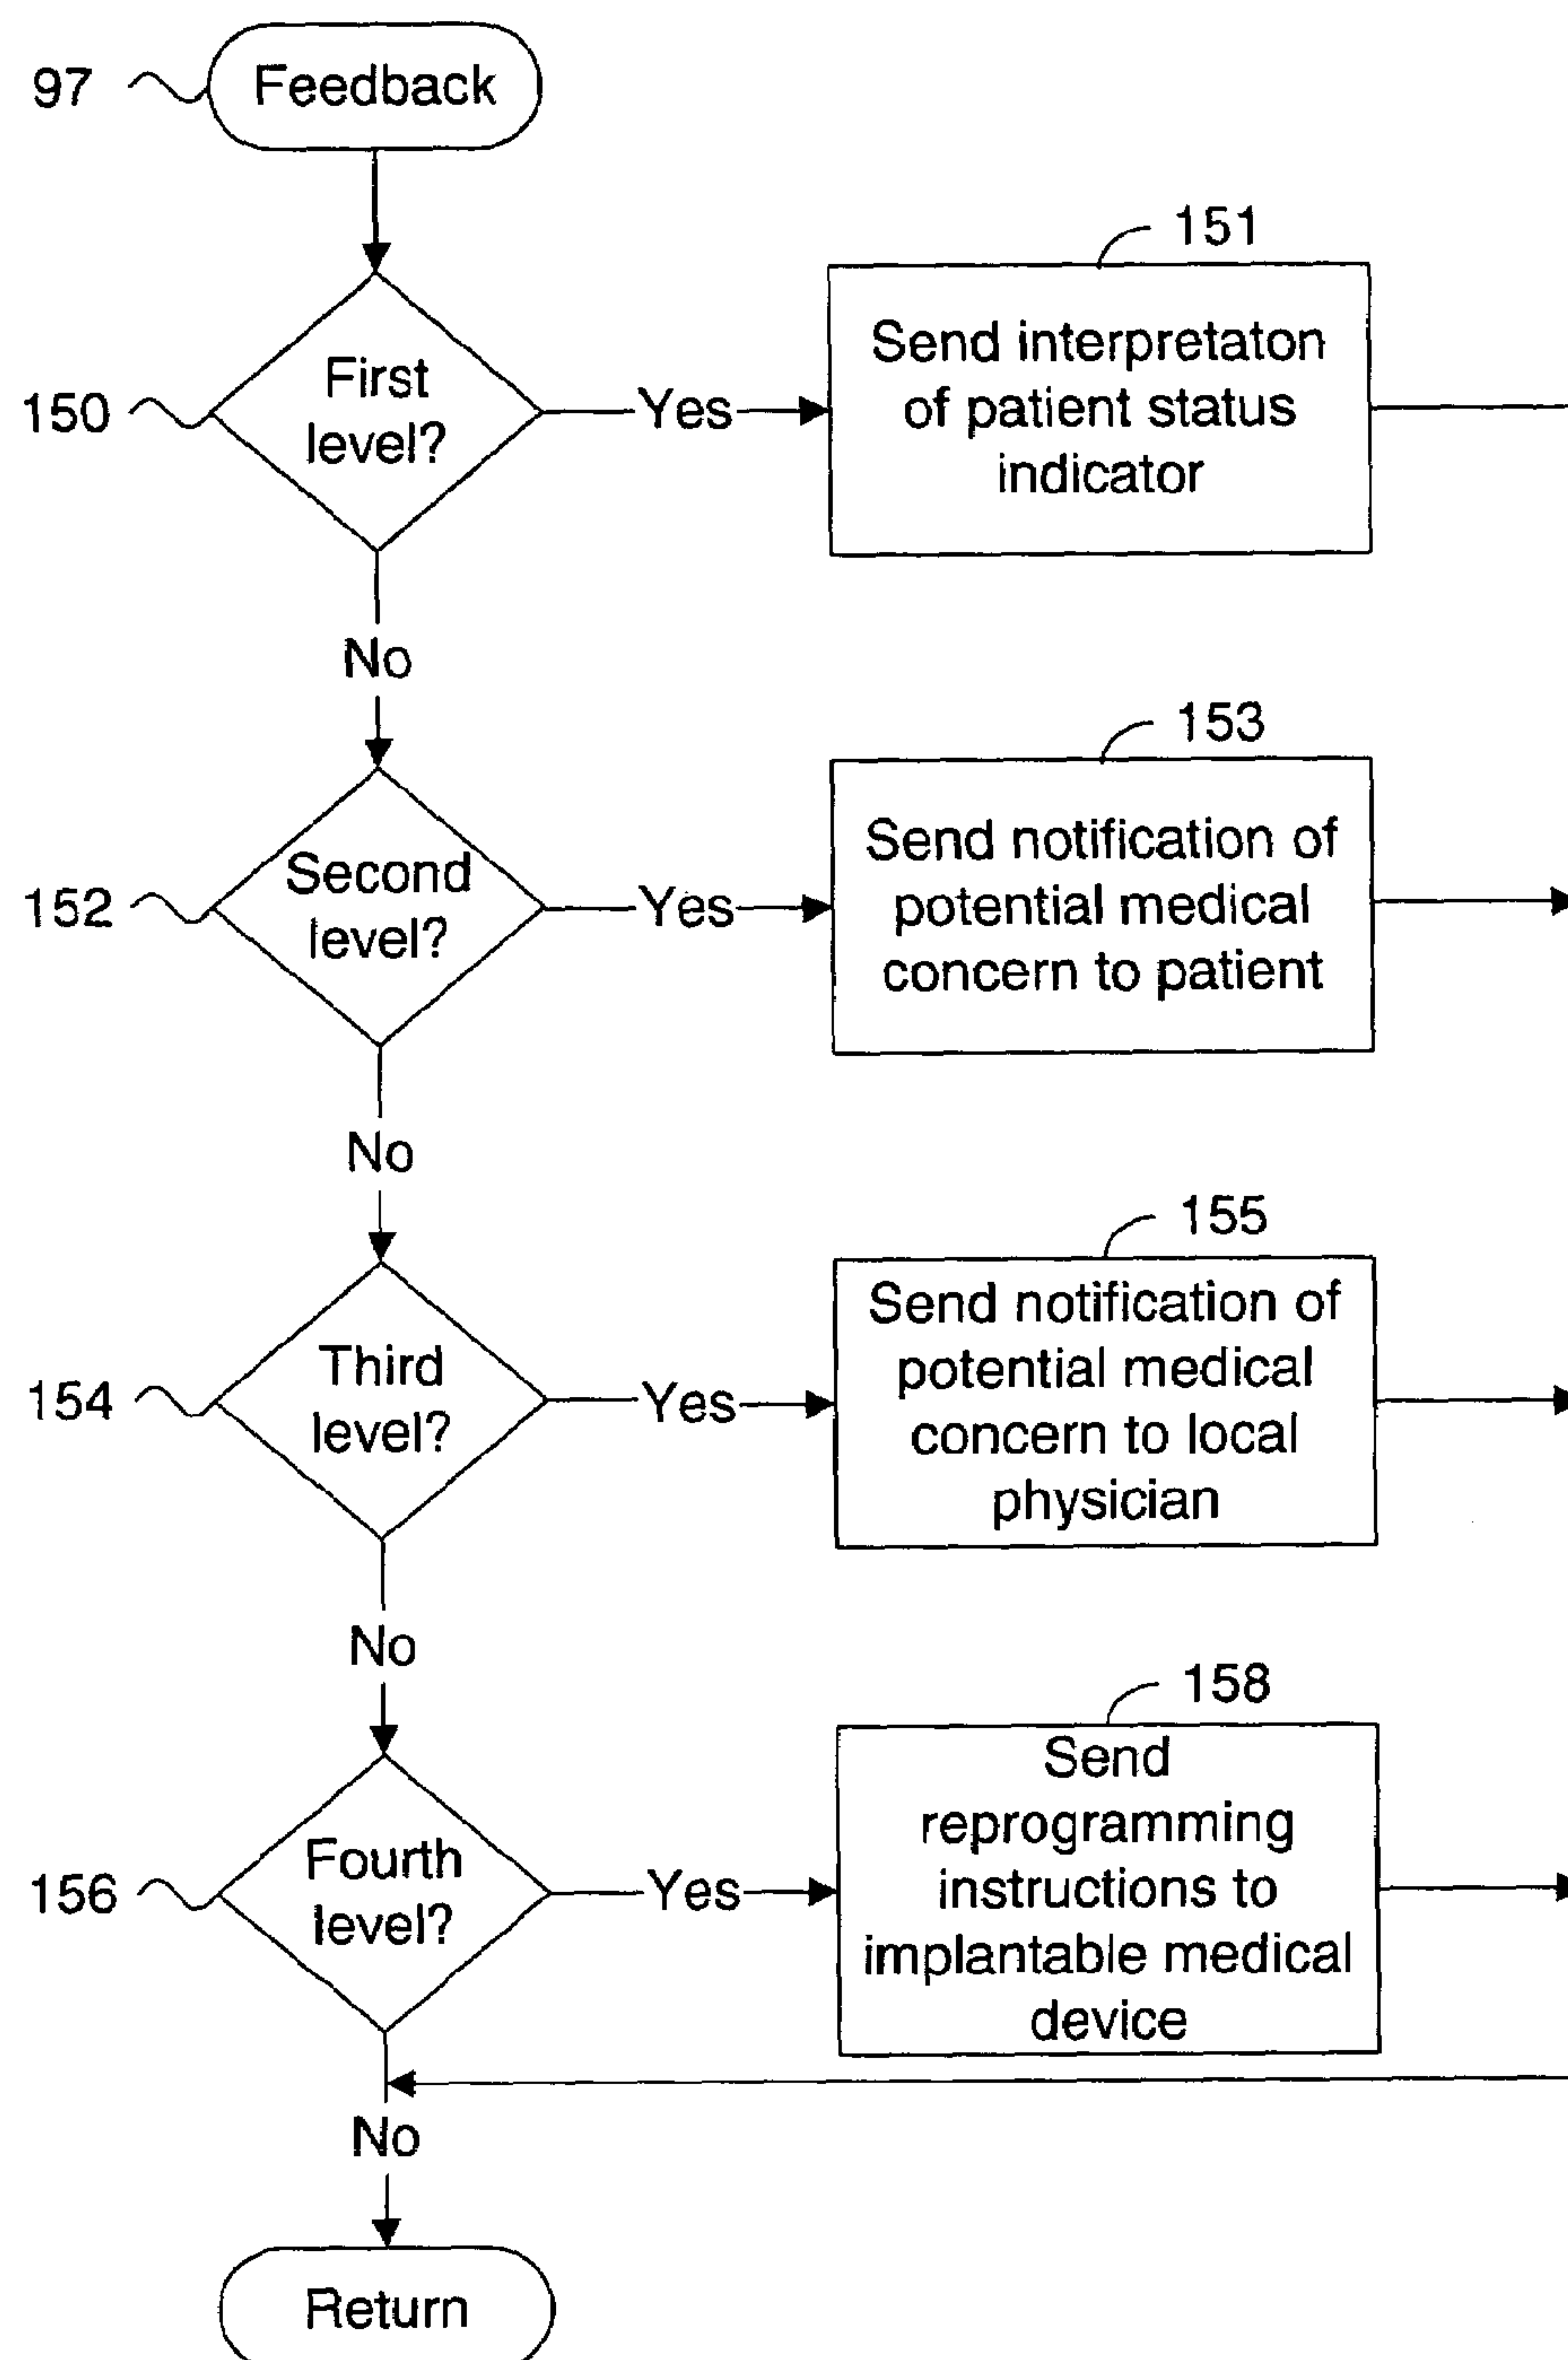 97
Feedback
151
Send interpretaton
of patient status
indicator
150
First
level?
Yes
No
153
Send notification of
potential medical
concern to patient
152
Second
level?
Yes
No
155
Send notification of
potential medical
concern to local
physician
154
Third
level?
Yes
No
158
Send
reprogramming
instructions to
implantable medical
device
156
Fourth
level?
Yes
No
Return